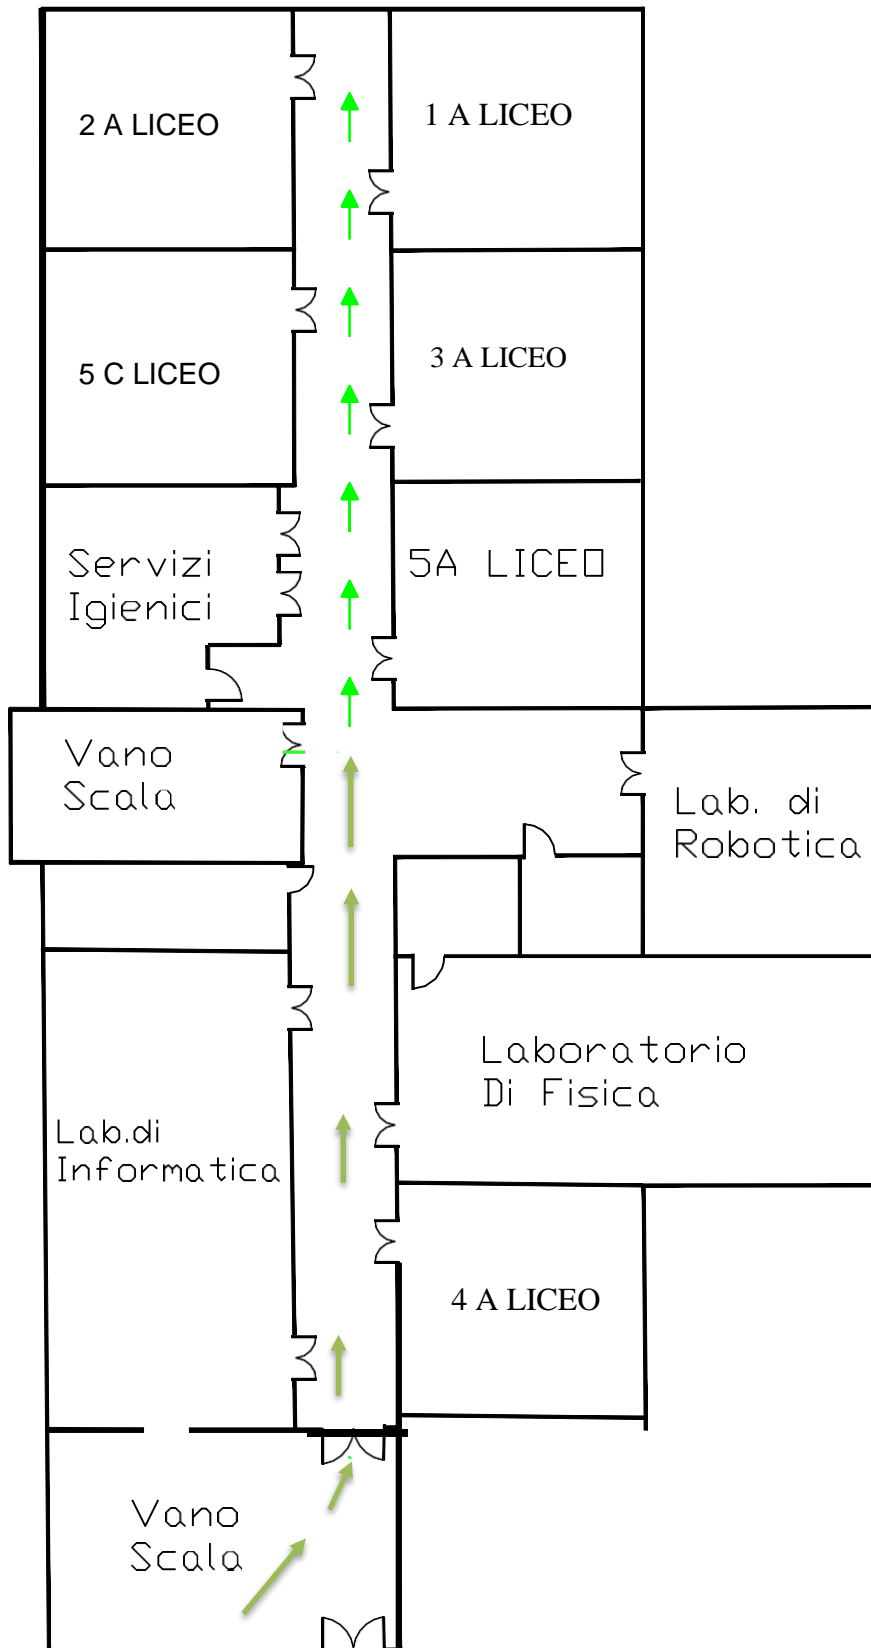 2 A LICEO
1 A LICEO
5 C LICEO
3 A LICEO
Servizi
Igienici
5A LICEO
Vano
Scala
Lab. di
Robotica
Laboratorio
Di Fisica
Lab.di
Informatica
4 A LICEO
Vano
Scala